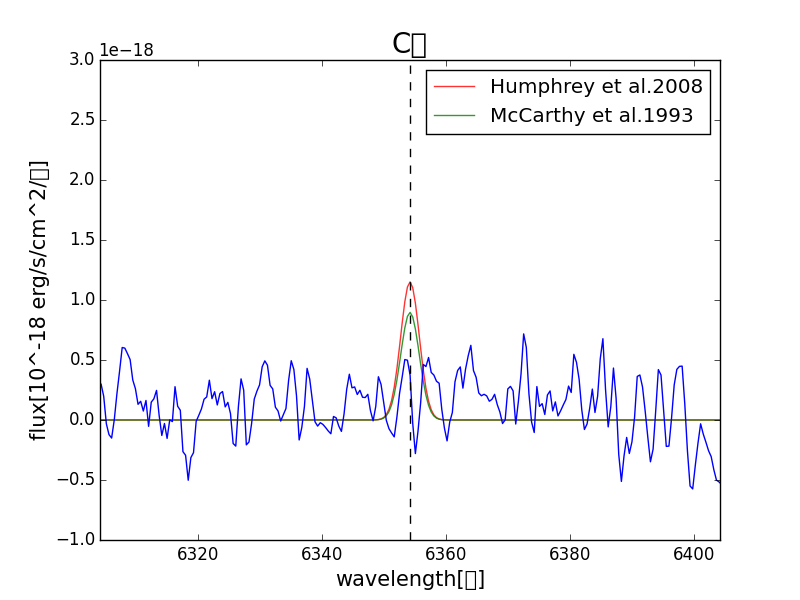 C▯
1e−18
Humphrey et al.2008
McCarthy et al.1993
3.0
2.5
2.0
1.5
1.0
0.5
0.0
−0.5
−1.0
flux[10^-18 erg/s/cm^2/▯]
6320 6340 6360 6380 6400
wavelength[▯]